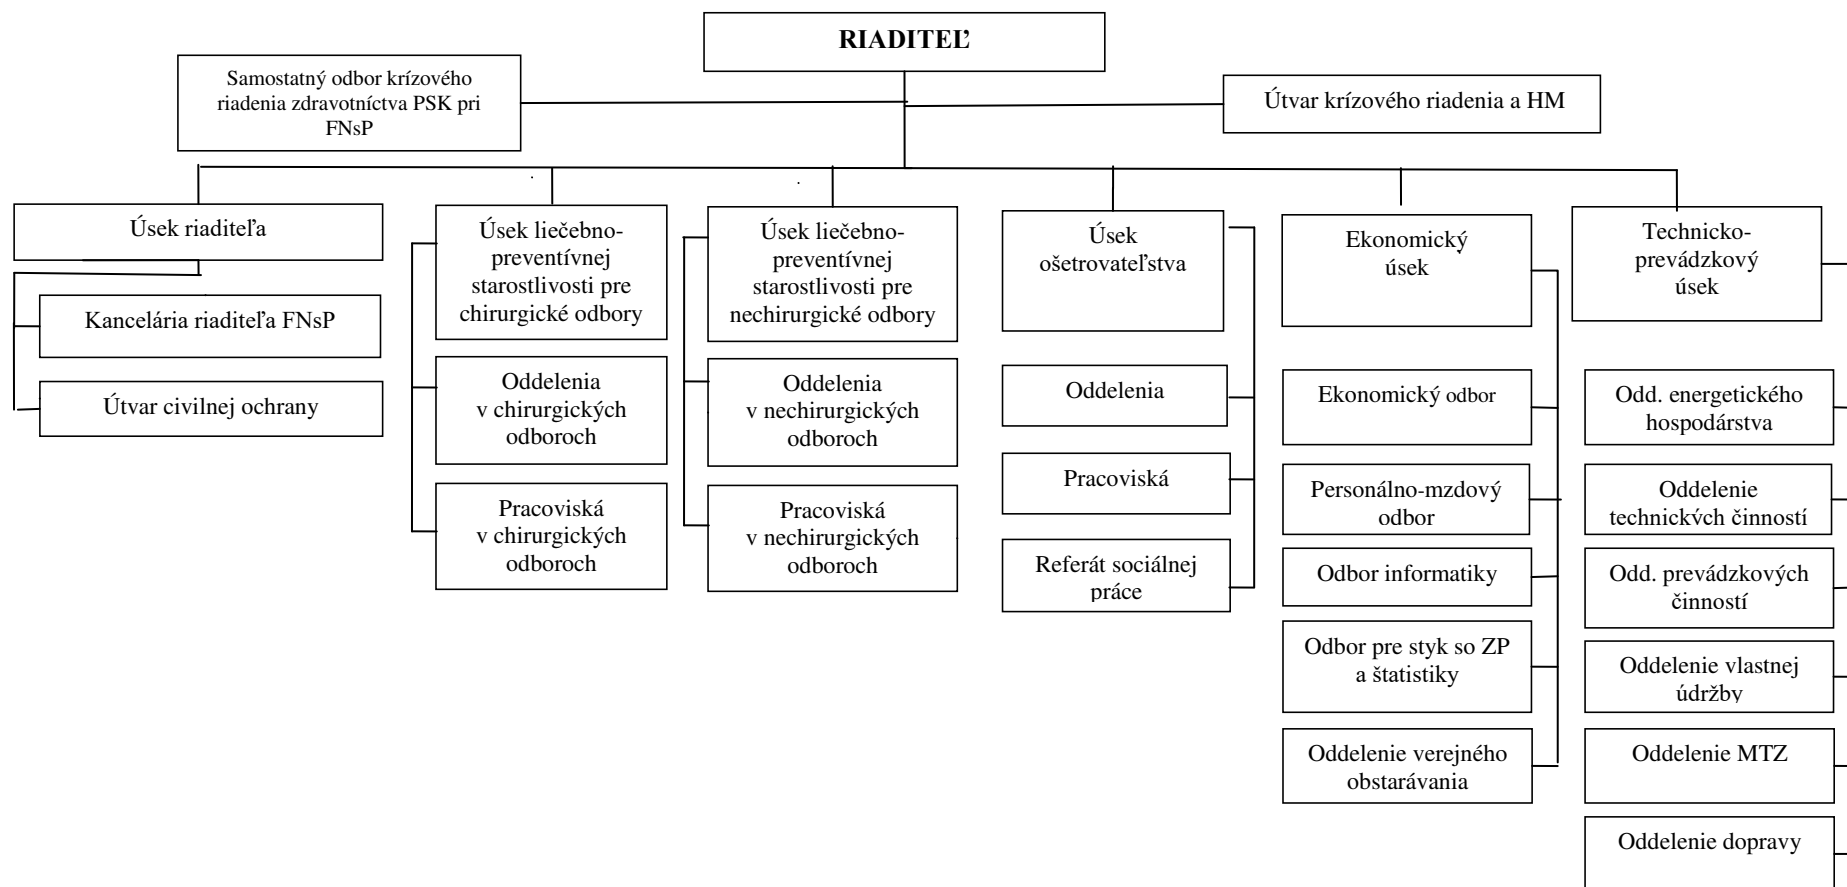 RIADITEĽ
Samostatný odbor krízového
riadenia zdravotníctva PSK pri
FNsP
Útvar krízového riadenia a HM
Úsek riaditeľa
Kancelária riaditeľa FNsP
Útvar civilnej ochrany
Úsek liečebno-
preventívnej
starostlivosti pre
chirurgické odbory
Oddelenia
v chirurgických
odboroch
Pracoviská
v chirurgických
odboroch
Úsek liečebno-
preventívnej
starostlivosti pre
nechirurgické odbory
Oddelenia
v nechirurgických
odboroch
Pracoviská
v nechirurgických
odboroch
Úsek
ošetrovateľstva
Oddelenia
Pracoviská
Referát sociálnej
práce
Ekonomický
úsek
Ekonomický odbor
Personálno-mzdový
odbor
Odbor informatiky
Odbor pre styk so ZP
a štatistiky
Oddelenie verejného
obstarávania
Technicko-
prevádzkový
úsek
Odd. energetického
hospodárstva
Oddelenie
technických činností
Odd. prevádzkových
činností
Oddelenie vlastnej
údržby
Oddelenie MTZ
Oddelenie dopravy